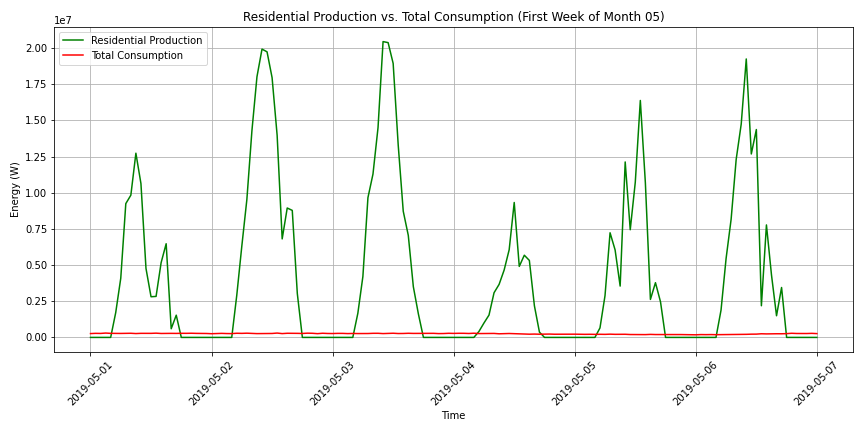 Residential Production vs. Total Consumption (First Week of Month 05)
1e7
Residential Production
Total Consumption
2.00
1.75
1.50
1.25
1.00
0.75
0.50
0.25
0.00
Energy (W)
2019-05-01
2019-05-02
2019-05-03
2019-05-04
2019-05-05
2019-05-06
2019-05-07
Time